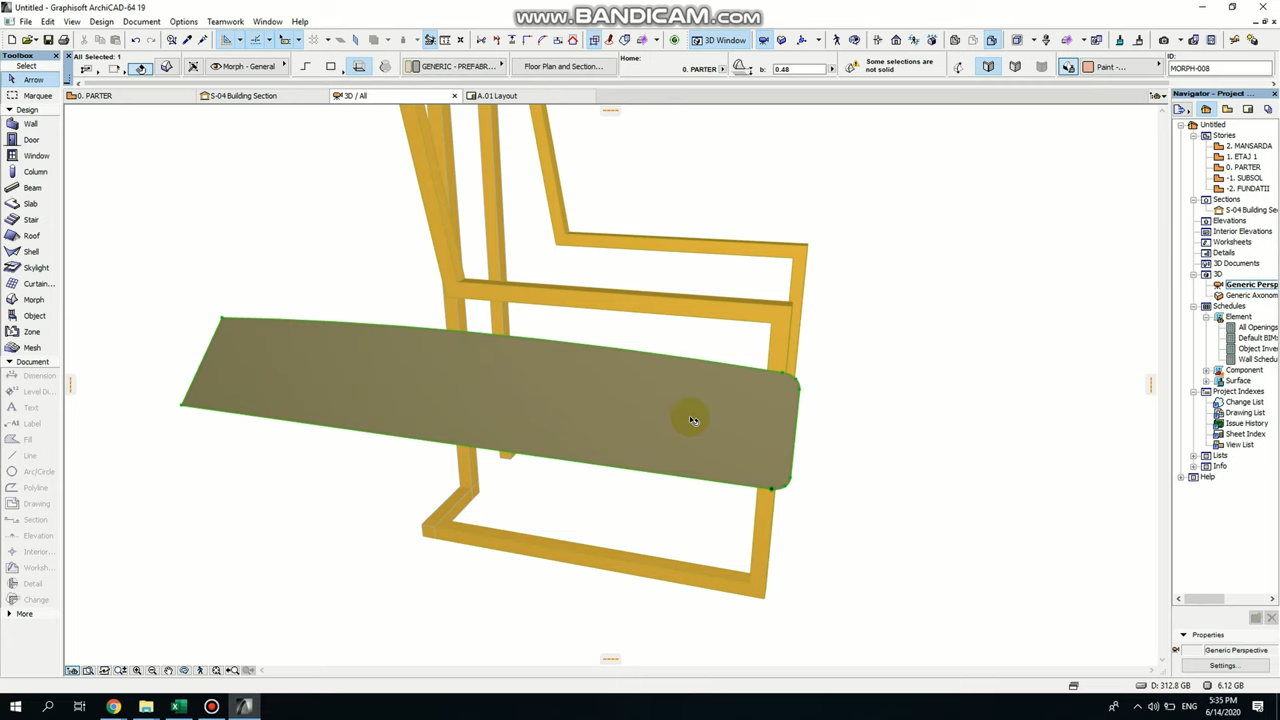 Untitled - Graphisoft ArchiCAD-64 19
www.BANDICAM.com
File Edit View Design Document Options Teamwork Window Help
3D Window
Toolbox
All Selected: 1
Morph - General
GENERIC - PREFAB...
Floor Plan and Section...
Home:
0. PARTER
b: 0.48
Some selections are not solid
Paint -...
ID:
MORPH-008
Select
Arrow
Marquee
Design
Wall
Door
Window
Column
Beam
Slab
Stair
Roof
Shell
Skylight
Curtain...
Morph
Object
Zone
Mesh
Document
Dimension
Level Di...
Text
Label
Fill
Line
Arc/Circle
Polyline
Drawing
Section
Elevation
Interior...
Worksh...
Detail
Change
More
0. PARTER
S-04 Building Section
3D / All
A.01 Layout
Navigator - Project ...
Untitled
Stories
2. MANSARDA
1. ETAJ 1
0. PARTER
-1. SUBSOL
-2. FUNDATII
Sections
S-04 Building Se
Elevations
Interior Elevations
Worksheets
Details
3D Documents
3D
Generic Persp
Generic Axonom
Schedules
Element
All Openings
Default BIM:
Object Inve
Wall Schedu
Component
Surface
Project Indexes
Change List
Drawing List
Issue History
Sheet Index
View List
Lists
Info
Help
Properties
Generic Perspective
Settings...
D: 312.8 GB
6.12 GB
ENG
5:35 PM
6/14/2020